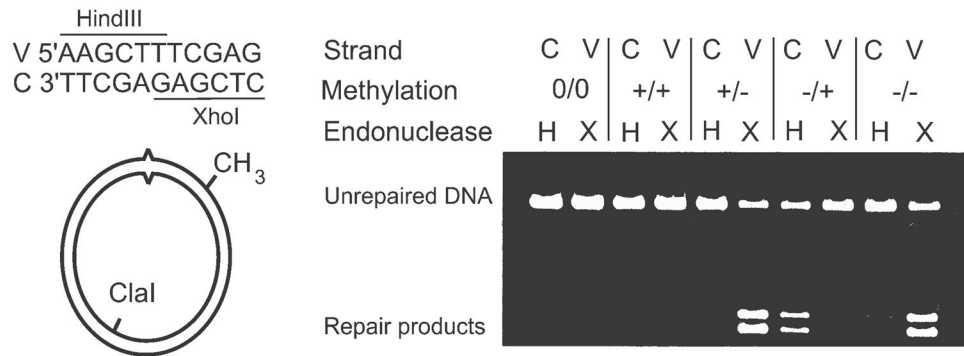 HindIII
V 5'AAGCTTTCGAG
C 3'TTCGAGAGCTC
XhoI
CH3
ClaI
Strand C V C V C V C V C V
Methylation 0/0 +/+ +/- -/+ -/-
Endonuclease H X H X H X H X H X
Unrepaired DNA
Repair products